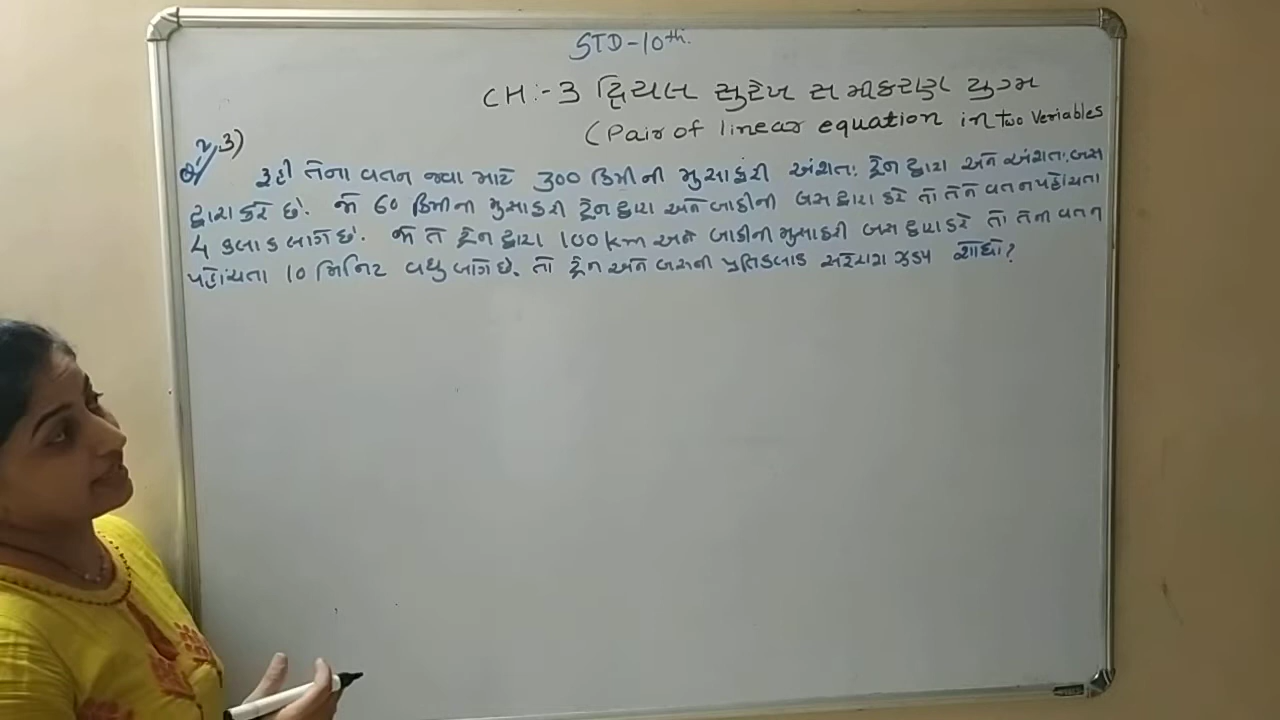 STD-10th.
CH:-3 દ્વિચલ સુરેખ સમીકરણ યુગ્મ
(Pair of linear equation in two Veriables
Q-2, 3)
રૂહી તેના વતન જવા માટે 300 કિમીની મુસાફરી અંશતઃ ટ્રેન દ્વારા અને અંશતઃ બસ
દ્વારા કરે છે. જો 60 કિમીની મુસાફરી ટ્રેન દ્વારા અને બાકીની બસ દ્વારા કરે તો તેને વતન પહોંચતા
4 કલાક લાગે છે. જો તે ટ્રેન દ્વારા 100 km અને બાકીની મુસાફરી બસ દ્વારા કરે તો તેના વતન
પહોંચતા 10 મિનિટ વધુ લાગે છે. તો ટ્રેન અને બસની પ્રતિકલાક સરેરાશ ઝડપ શોધો?